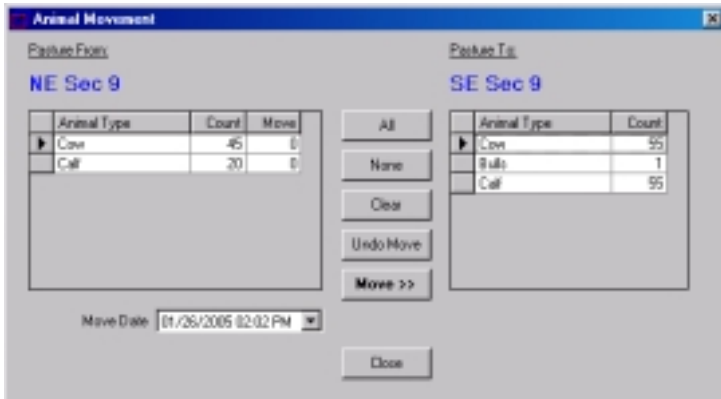 Animal Movement
Pasture From:
NE Sec 9
Animal Type Count Move
Cow 45 0
Calf 20 0
All
None
Clear
Undo Move
Move >>
Close
Pasture To:
SE Sec 9
Animal Type Count
Cow 95
Bulls 1
Calf 95
Move Date 01/26/2005 02:02 PM